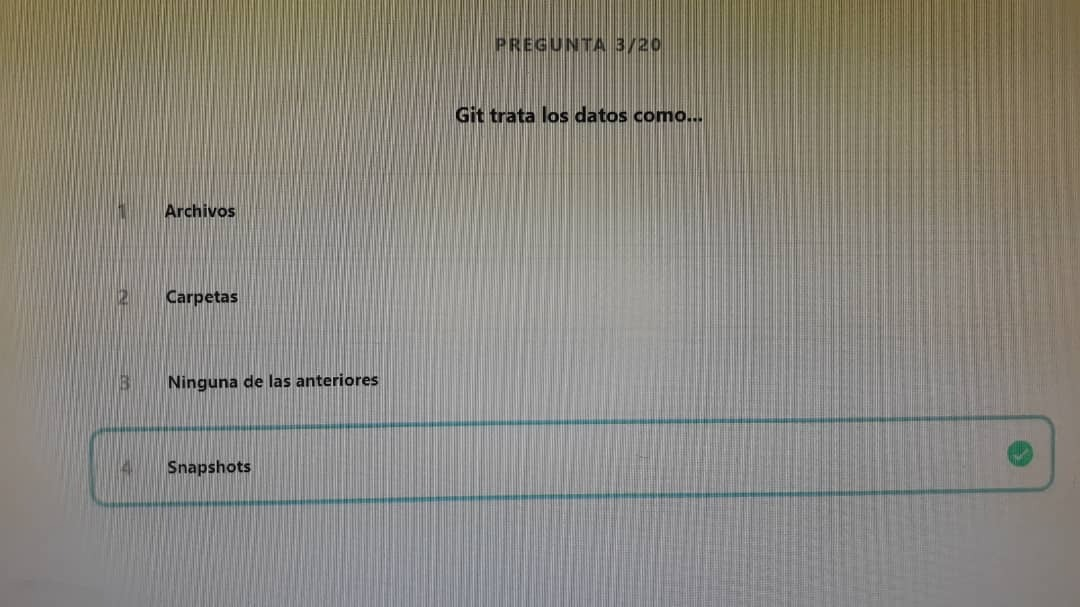 PREGUNTA 3/20
Git trata los datos como...
1 Archivos
2 Carpetas
3 Ninguna de las anteriores
4 Snapshots